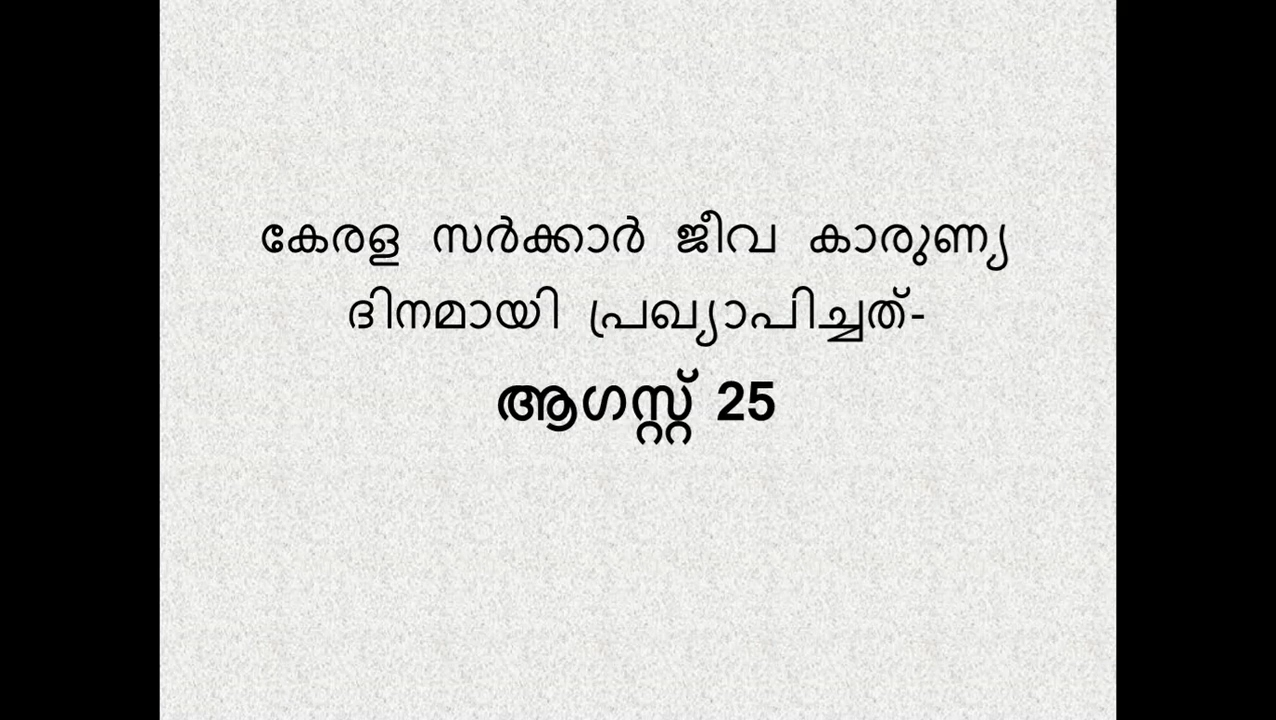 കേരള സർക്കാർ ജീവ കാരുണ്യ
ദിനമായി പ്രഖ്യാപിച്ചത്-
ആഗസ്റ്റ് 25